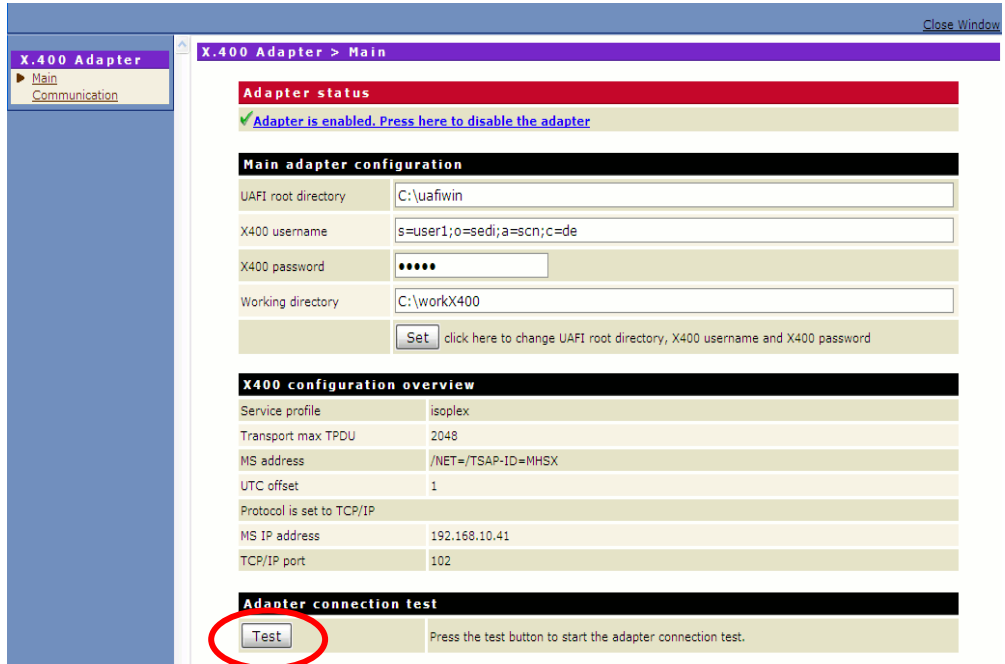 Close Window
X.400 Adapter
Main
Communication
X.400 Adapter > Main
Adapter status
Adapter is enabled. Press here to disable the adapter
Main adapter configuration
UAFI root directory C:\uafiwin
X400 username s=user1;o=sedi;a=scn;c=de
X400 password •••••
Working directory C:\workX400
Set click here to change UAFI root directory, X400 username and X400 password
X400 configuration overview
Service profile isoplex
Transport max TPDU 2048
MS address /NET=/TSAP-ID=MHSX
UTC offset 1
Protocol is set to TCP/IP
MS IP address 192.168.10.41
TCP/IP port 102
Adapter connection test
Test Press the test button to start the adapter connection test.